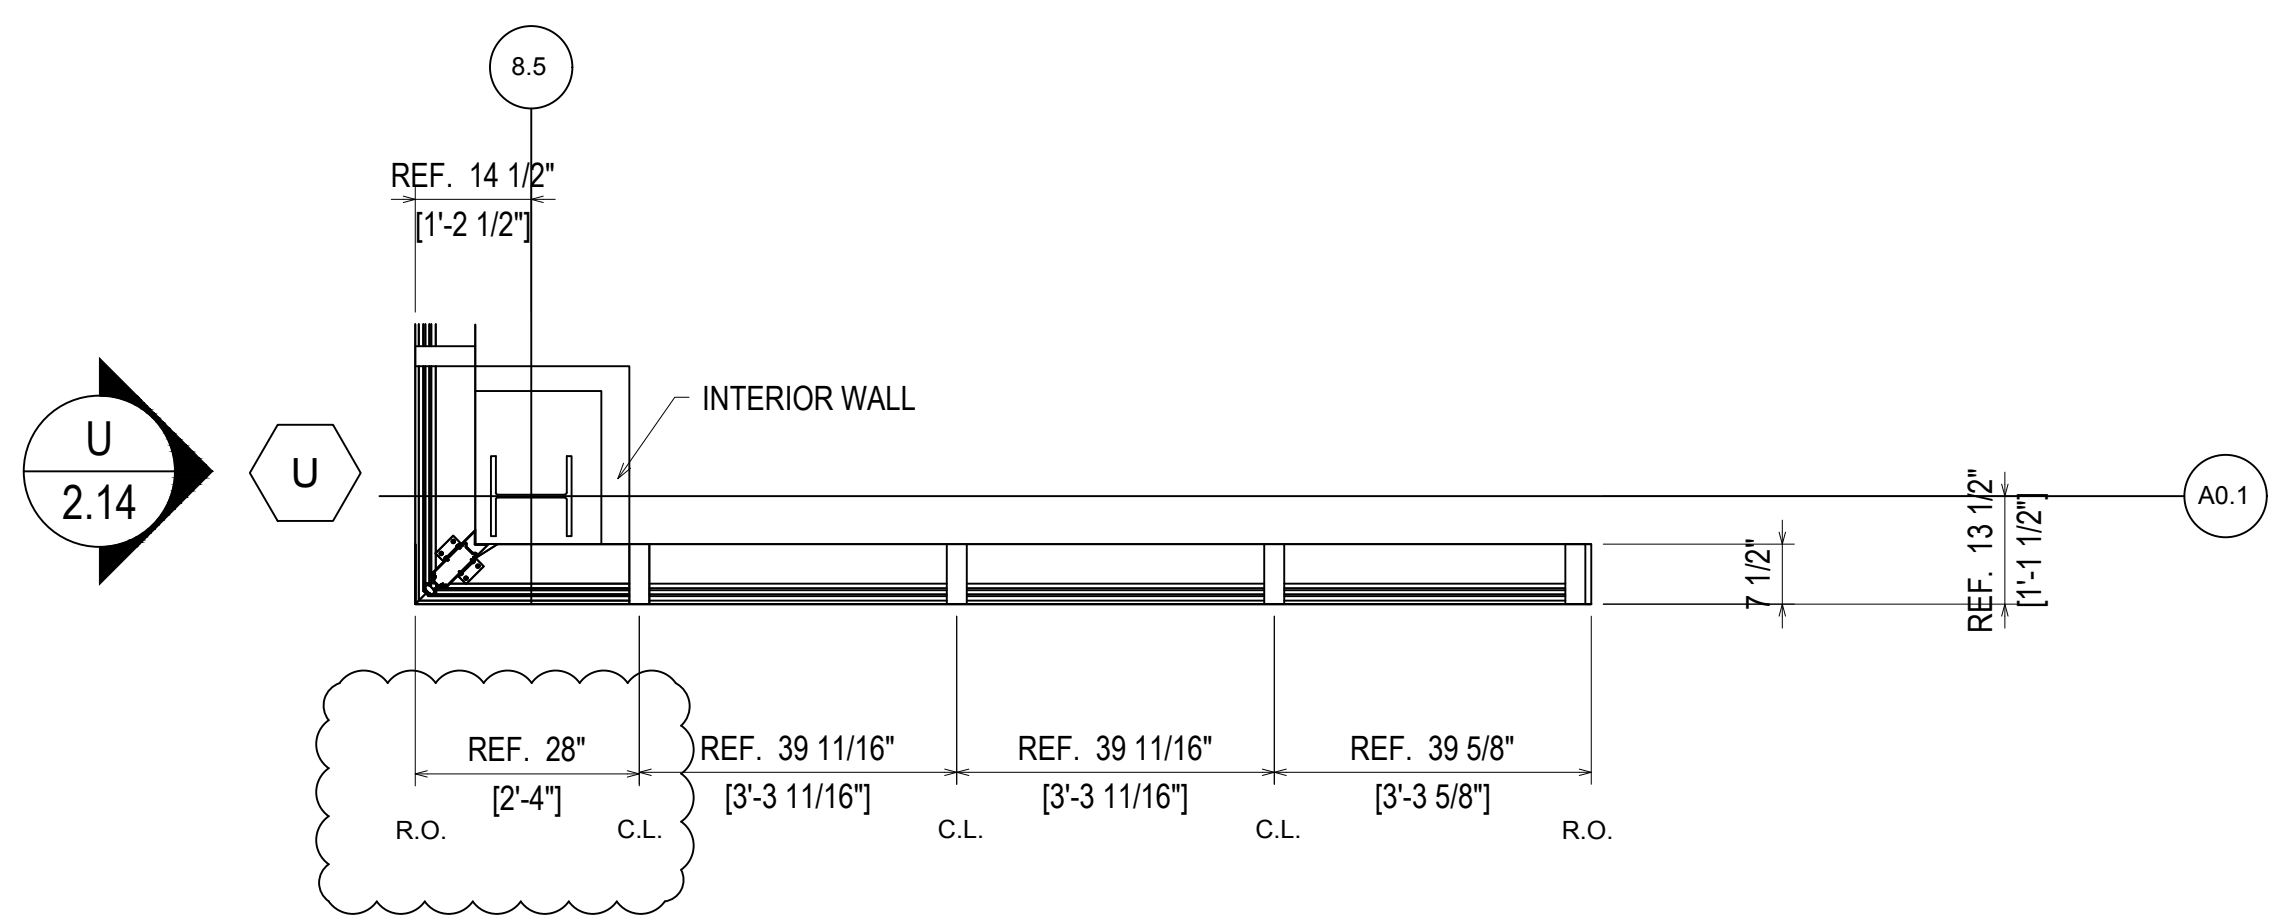 8.5
REF. 14 1/2"
[1'-2 1/2"]
INTERIOR WALL
U
2.14
U
A0.1
7 1/2"
REF. 13 1/2"
[1'-1 1/2"]
REF. 28"
[2'-4"]
REF. 39 11/16"
[3'-3 11/16"]
REF. 39 11/16"
[3'-3 11/16"]
REF. 39 5/8"
[3'-3 5/8"]
R.O.
C.L.
C.L.
C.L.
R.O.